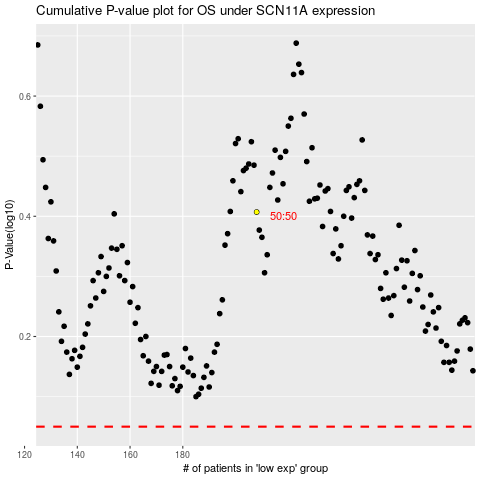 Cumulative P-value plot for OS under SCN11A expression
P-Value(log10)
0.6
0.4
0.2
50:50
120 140 160 180
# of patients in 'low exp' group